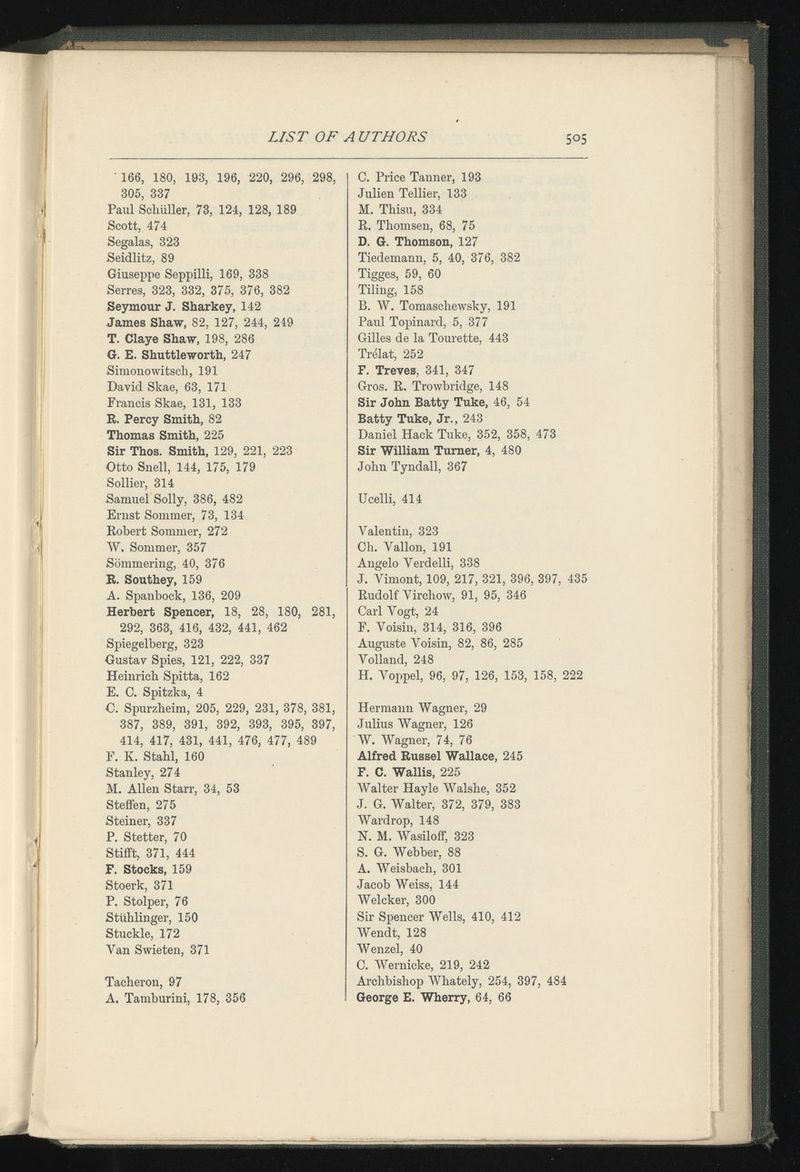 LIST OF AUTHORS 505
166, 180, 193, 196, 220, 296, 298,
305, 337
Paul Schüller, 73, 124, 128, 189
Scott, 474
Segalas, 323
Seidlitz, 89
Giuseppe Seppilli, 169, 338
Serres, 323, 332, 375, 376, 382
Seymour J. Sharkey, 142
James Shaw, 82, 127, 244, 249
T. Claye Shaw, 198, 286
G. E. Shuttleworth, 247
Simonowitsch, 191
David Skae, 63, 171
Francis Skae, 131, 133
R. Percy Smith, 82
Thomas Smith, 225
Sir Thos. Smith, 129, 221, 223
Otto Snell, 144, 175, 179
Sollier, 314
Samuel Solly, 386, 482
Ernst Sommer, 73, 134
Robert Sommer, 272
W. Sommer, 357
Sömmering, 40, 376
R. Southey, 159
A. Spanbock, 136, 209
Herbert Spencer, 18, 28, 180, 281,
292, 363, 416, 432, 441, 462
Spiegelberg, 323
Gustav Spies, 121, 222, 337
Heinrich Spitta, 162
E. C. Spitzka, 4
C. Spurzheim, 205, 229, 231, 378, 381,
387, 389, 391, 392, 393, 395, 397,
414, 417, 431, 441, 476, 477, 489
F. K. Stahl, 160
Stanley, 274
M. Allen Starr, 34, 53
Steffen, 275
Steiner, 337
P. Stetter, 70
Stifft, 371, 444
F. Stocks, 159
Stoerk, 371
P. Stolper, 76
Stühlinger, 150
Stuckle, 172
Van Swieten, 371
Tacheron, 97
A. Tamburini, 178, 356
C. Price Tanner, 193
Julien Tellier, 133
M. Thisu, 334
R. Thomsen, 68, 75
D. G. Thomson, 127
Tiedemann, 5, 40, 376, 382
Tigges, 59, 60
Tiling, 158
B. W. Tomaschewsky, 191
Paul Topinard, 5, 377
Gilles de la Tourette, 443
Trélat, 252
F. Treves, 341, 347
Gros. R. Trowbridge, 148
Sir John Batty Tuke, 46, 54
Batty Tuke, Jr., 243
Daniel Hack Tuke, 352, 358, 473
Sir William Turner, 4, 480
John Tyndall, 367
Ucelli, 414
Valentin, 323
Ch. Vallon, 191
Angelo Verdelli, 338
J. Vimont, 109, 217, 321, 396, 397, 435
Rudolf Virchow, 91, 95, 346
Carl Vogt, 24
F. Voisin, 314, 316, 396
Auguste Voisin, 82, 86, 285
Volland, 248
H. Voppel, 96, 97, 126, 153, 158, 222
Hermann Wagner, 29
Julius Wagner, 126
W. Wagner, 74, 76
Alfred Russel Wallace, 245
F. C. Wallis, 225
Walter Hayle Walshe, 352
J. G. Walter, 372, 379, 383
Wardrop, 148
N. M. Wasiloff, 323
S. G. Webber, 88
A. Weisbach, 301
Jacob Weiss, 144
Welcker, 300
Sir Spencer Wells, 410, 412
Wendt, 128
Wenzel, 40
C. Wernicke, 219, 242
Archbishop Whately, 254, 397, 484
George E. Wherry, 64, 66